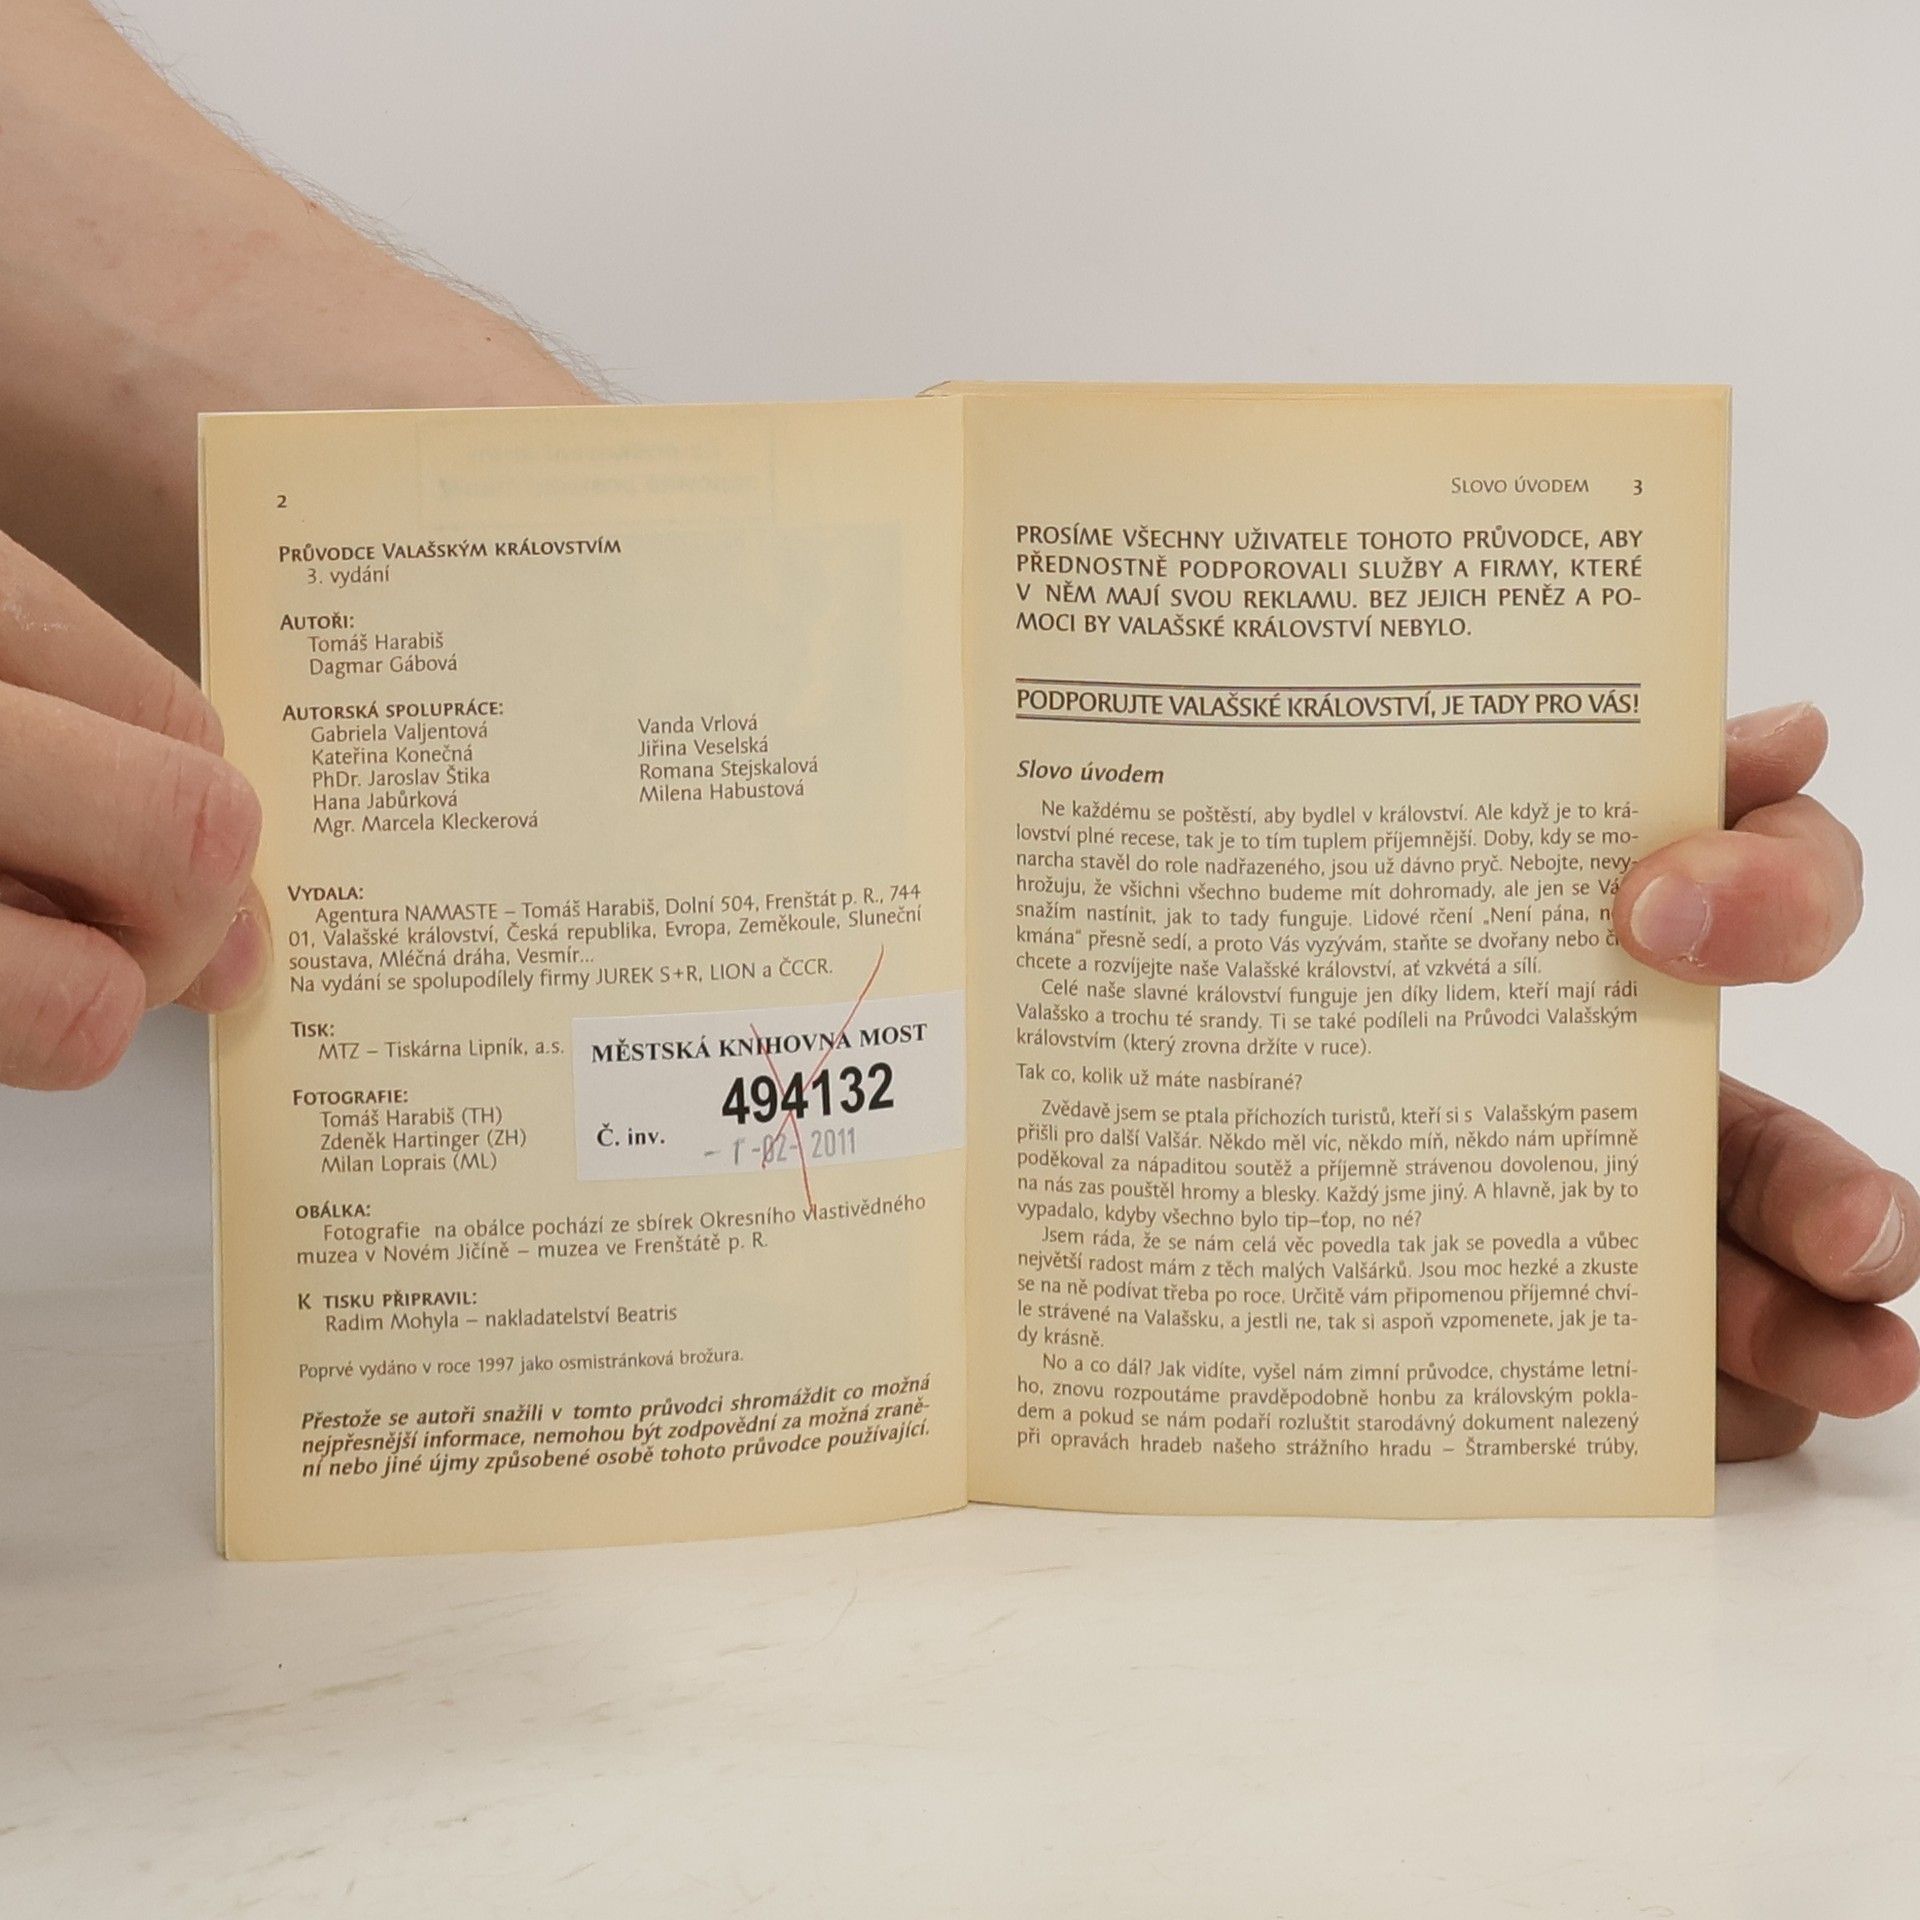 2
PRŮVODCE VALAŠSKÝM KRÁLOVSTVÍM
3. vydání
AUTOŘI:
Tomáš Harabiš
Dagmar Gábová
AUTORSKÁ SPOLUPRÁCE:
Gabriela Valjentová
Kateřina Konečná
PhDr. Jaroslav Štika
Hana Jabůrková
Mgr. Marcela Kleckerová
Vanda Vrlová
Jiřina Veselská
Romana Stejskalová
Milena Habustová
VYDALA:
Agentura NAMASTE – Tomáš Harabiš, Dolní 504, Frenštát p. R., 744
01, Valašské království, Česká republika, Evropa, Zeměkoule, Sluneční
soustava, Mléčná dráha, Vesmír...
Na vydání se spolupodílely firmy JUREK S+R, LION a ČCCR.
TISK:
MTZ – Tiskárna Lipník, a.s.
MĚSTSKÁ KNIHOVNA MOST
494132
Č. inv.
- 1 -02- 2011
FOTOGRAFIE:
Tomáš Harabiš (TH)
Zdeněk Hartinger (ZH)
Milan Loprais (ML)
OBÁLKA:
Fotografie na obálce pochází ze sbírek Okresního vlastivědného
muzea v Novém Jičíně – muzea ve Frenštátě p. R.
K TISKU PŘIPRAVIL:
Radim Mohyla – nakladatelství Beatris
Poprvé vydáno v roce 1997 jako osmistránková brožura.
Přestože se autoři snažili v tomto průvodci shromáždit co možná
nejpřesnější informace, nemohou být zodpovědní za možná zraně-
ní nebo jiné újmy způsobené osobě tohoto průvodce používající.
SLOVO ÚVODEM 3
PROSÍME VŠECHNY UŽIVATELE TOHOTO PRŮVODCE, ABY
PŘEDNOSTNĚ PODPOROVALI SLUŽBY A FIRMY, KTERÉ
V NĚM MAJÍ SVOU REKLAMU. BEZ JEJICH PENĚZ A PO-
MOCI BY VALAŠSKÉ KRÁLOVSTVÍ NEBYLO.
PODPORUJTE VALAŠSKÉ KRÁLOVSTVÍ, JE TADY PRO VÁS!
Slovo úvodem
Ne každému se poštěstí, aby bydlel v království. Ale když je to krá-
lovství plné recese, tak je to tím tuplem příjemnější. Doby, kdy se mo-
narcha stavěl do role nadřazeného, jsou už dávno pryč. Nebojte, nevy-
hrožuju, že všichni všechno budeme mít dohromady, ale jen se
snažím nastínit, jak to tady funguje. Lidové rčení „Není pána,
kmána“ přesně sedí, a proto Vás vyzývám, staňte se dvořany nebo
chcete a rozvíjejte naše Valašské království, ať vzkvétá a sílí.
Celé naše slavné království funguje jen díky lidem, kteří mají rádi
Valašsko a trochu té srandy. Ti se také podíleli na Průvodci Valašským
královstvím (který zrovna držíte v ruce).
Tak co, kolik už máte nasbírané?
Zvědavě jsem se ptala příchozích turistů, kteří si s Valašským pasem
přišli pro další Valšár. Někdo měl víc, někdo míň, někdo nám upřímně
poděkoval za nápaditou soutěž a příjemně strávenou dovolenou, jiný
na nás zas pouštěl hromy a blesky. Každý jsme jiný. A hlavně, jak by to
vypadalo, kdyby všechno bylo tip–ťop, no né?
Jsem ráda, že se nám celá věc povedla tak jak se povedla a vůbec
největší radost mám z těch malých Valšárků. Jsou moc hezké a zkuste
se na ně podívat třeba po roce. Určitě vám připomenou příjemné chví-
le strávené na Valašsku, a jestli ne, tak si aspoň vzpomenete, jak je ta-
dy krásně.
No a co dál? Jak vidíte, vyšel nám zimní průvodce, chystáme letní-
ho, znovu rozpoutáme pravděpodobně honbu za královským pokla-
dem a pokud se nám podaří rozluštit starodávný dokument nalezený
při opravách hradeb našeho strážního hradu – Štramberské trúby,